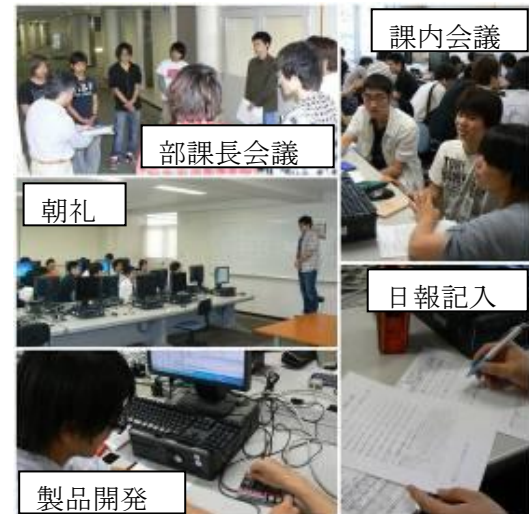 課内会議
部課長会議
朝礼
日報記入
製品開発